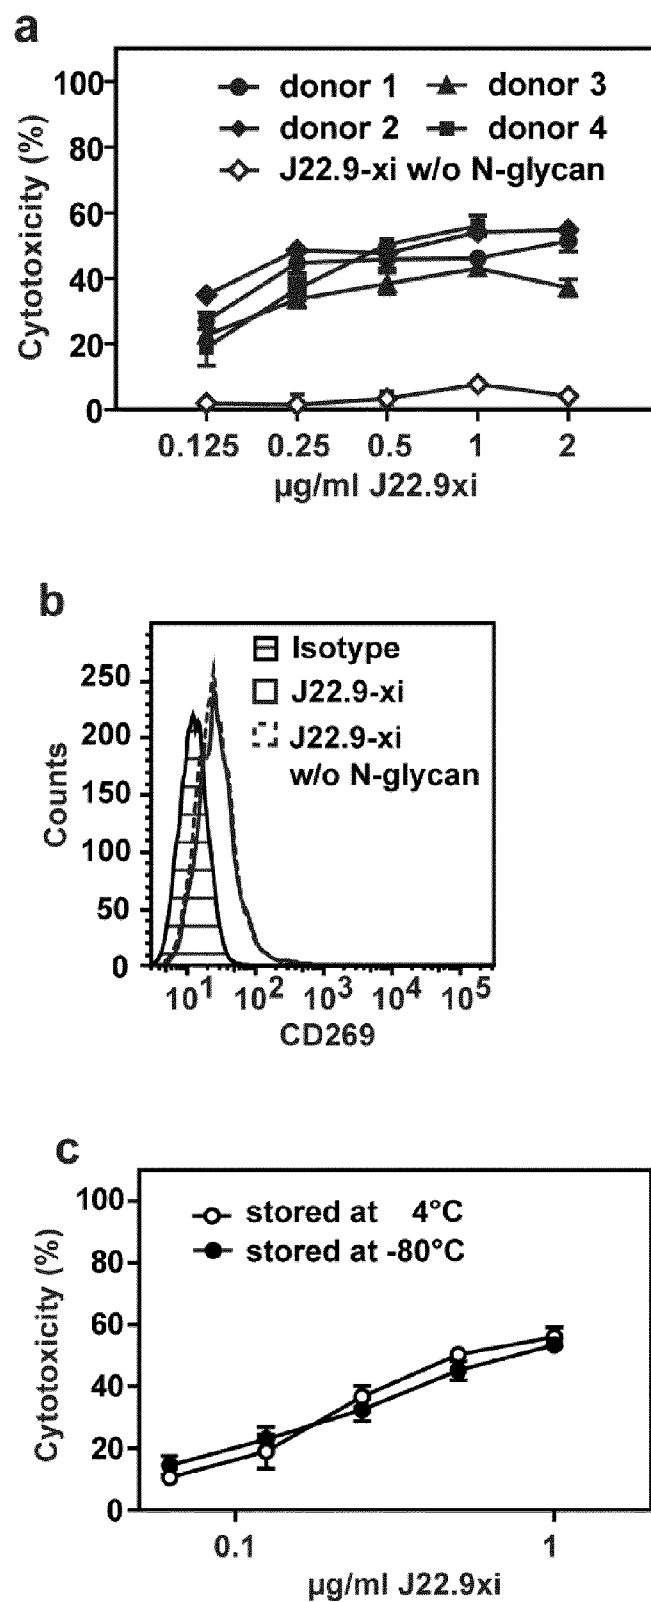 a
Cytotoxicity (%)
100
80
60
40
20
0
donor 1
donor 3
donor 2
donor 4
J22.9-xi w/o N-glycan
0.125 0.25 0.5 1 2
µg/ml J22.9xi
b
Counts
250
200
150
100
50
0
Isotype
J22.9-xi
J22.9-xi
w/o N-glycan
10¹ 10² 10³ 10⁴ 10⁵
CD269
c
Cytotoxicity (%)
100
80
60
40
20
0
stored at 4°C
stored at -80°C
0.1 1
µg/ml J22.9xi